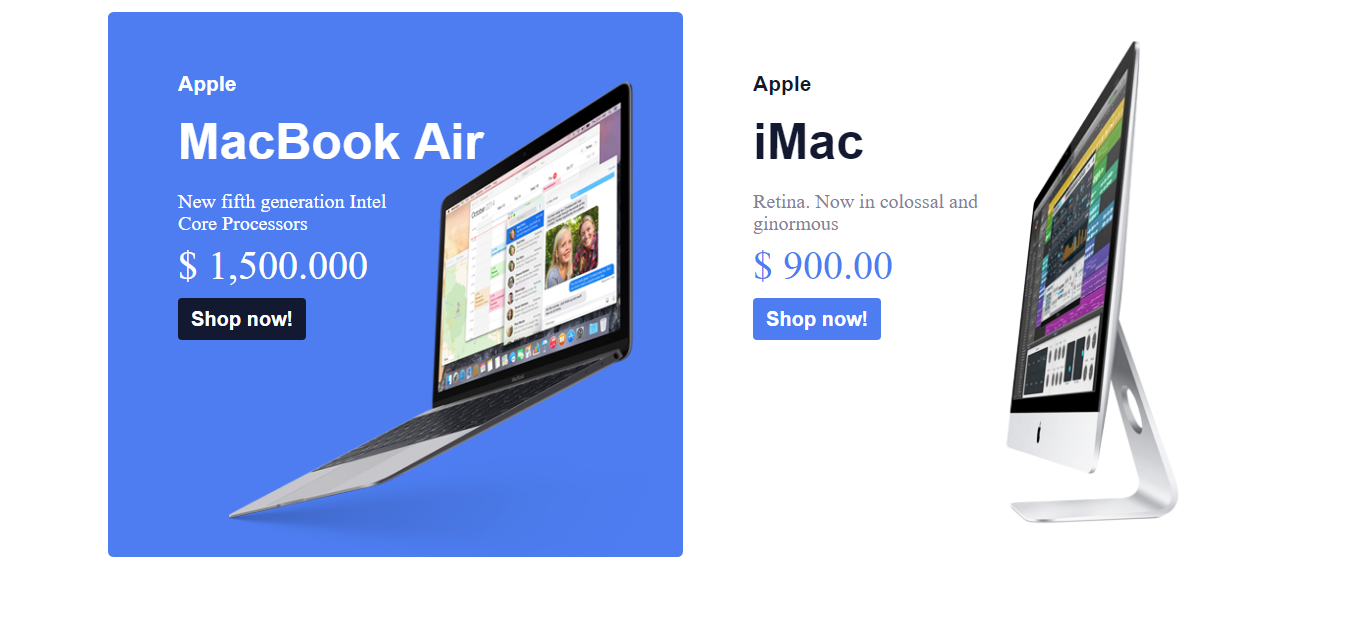 Apple
MacBook Air
New fifth generation Intel
Core Processors
$ 1,500.000
Shop now!
Apple
iMac
Retina. Now in colossal and
ginormous
$ 900.00
Shop now!